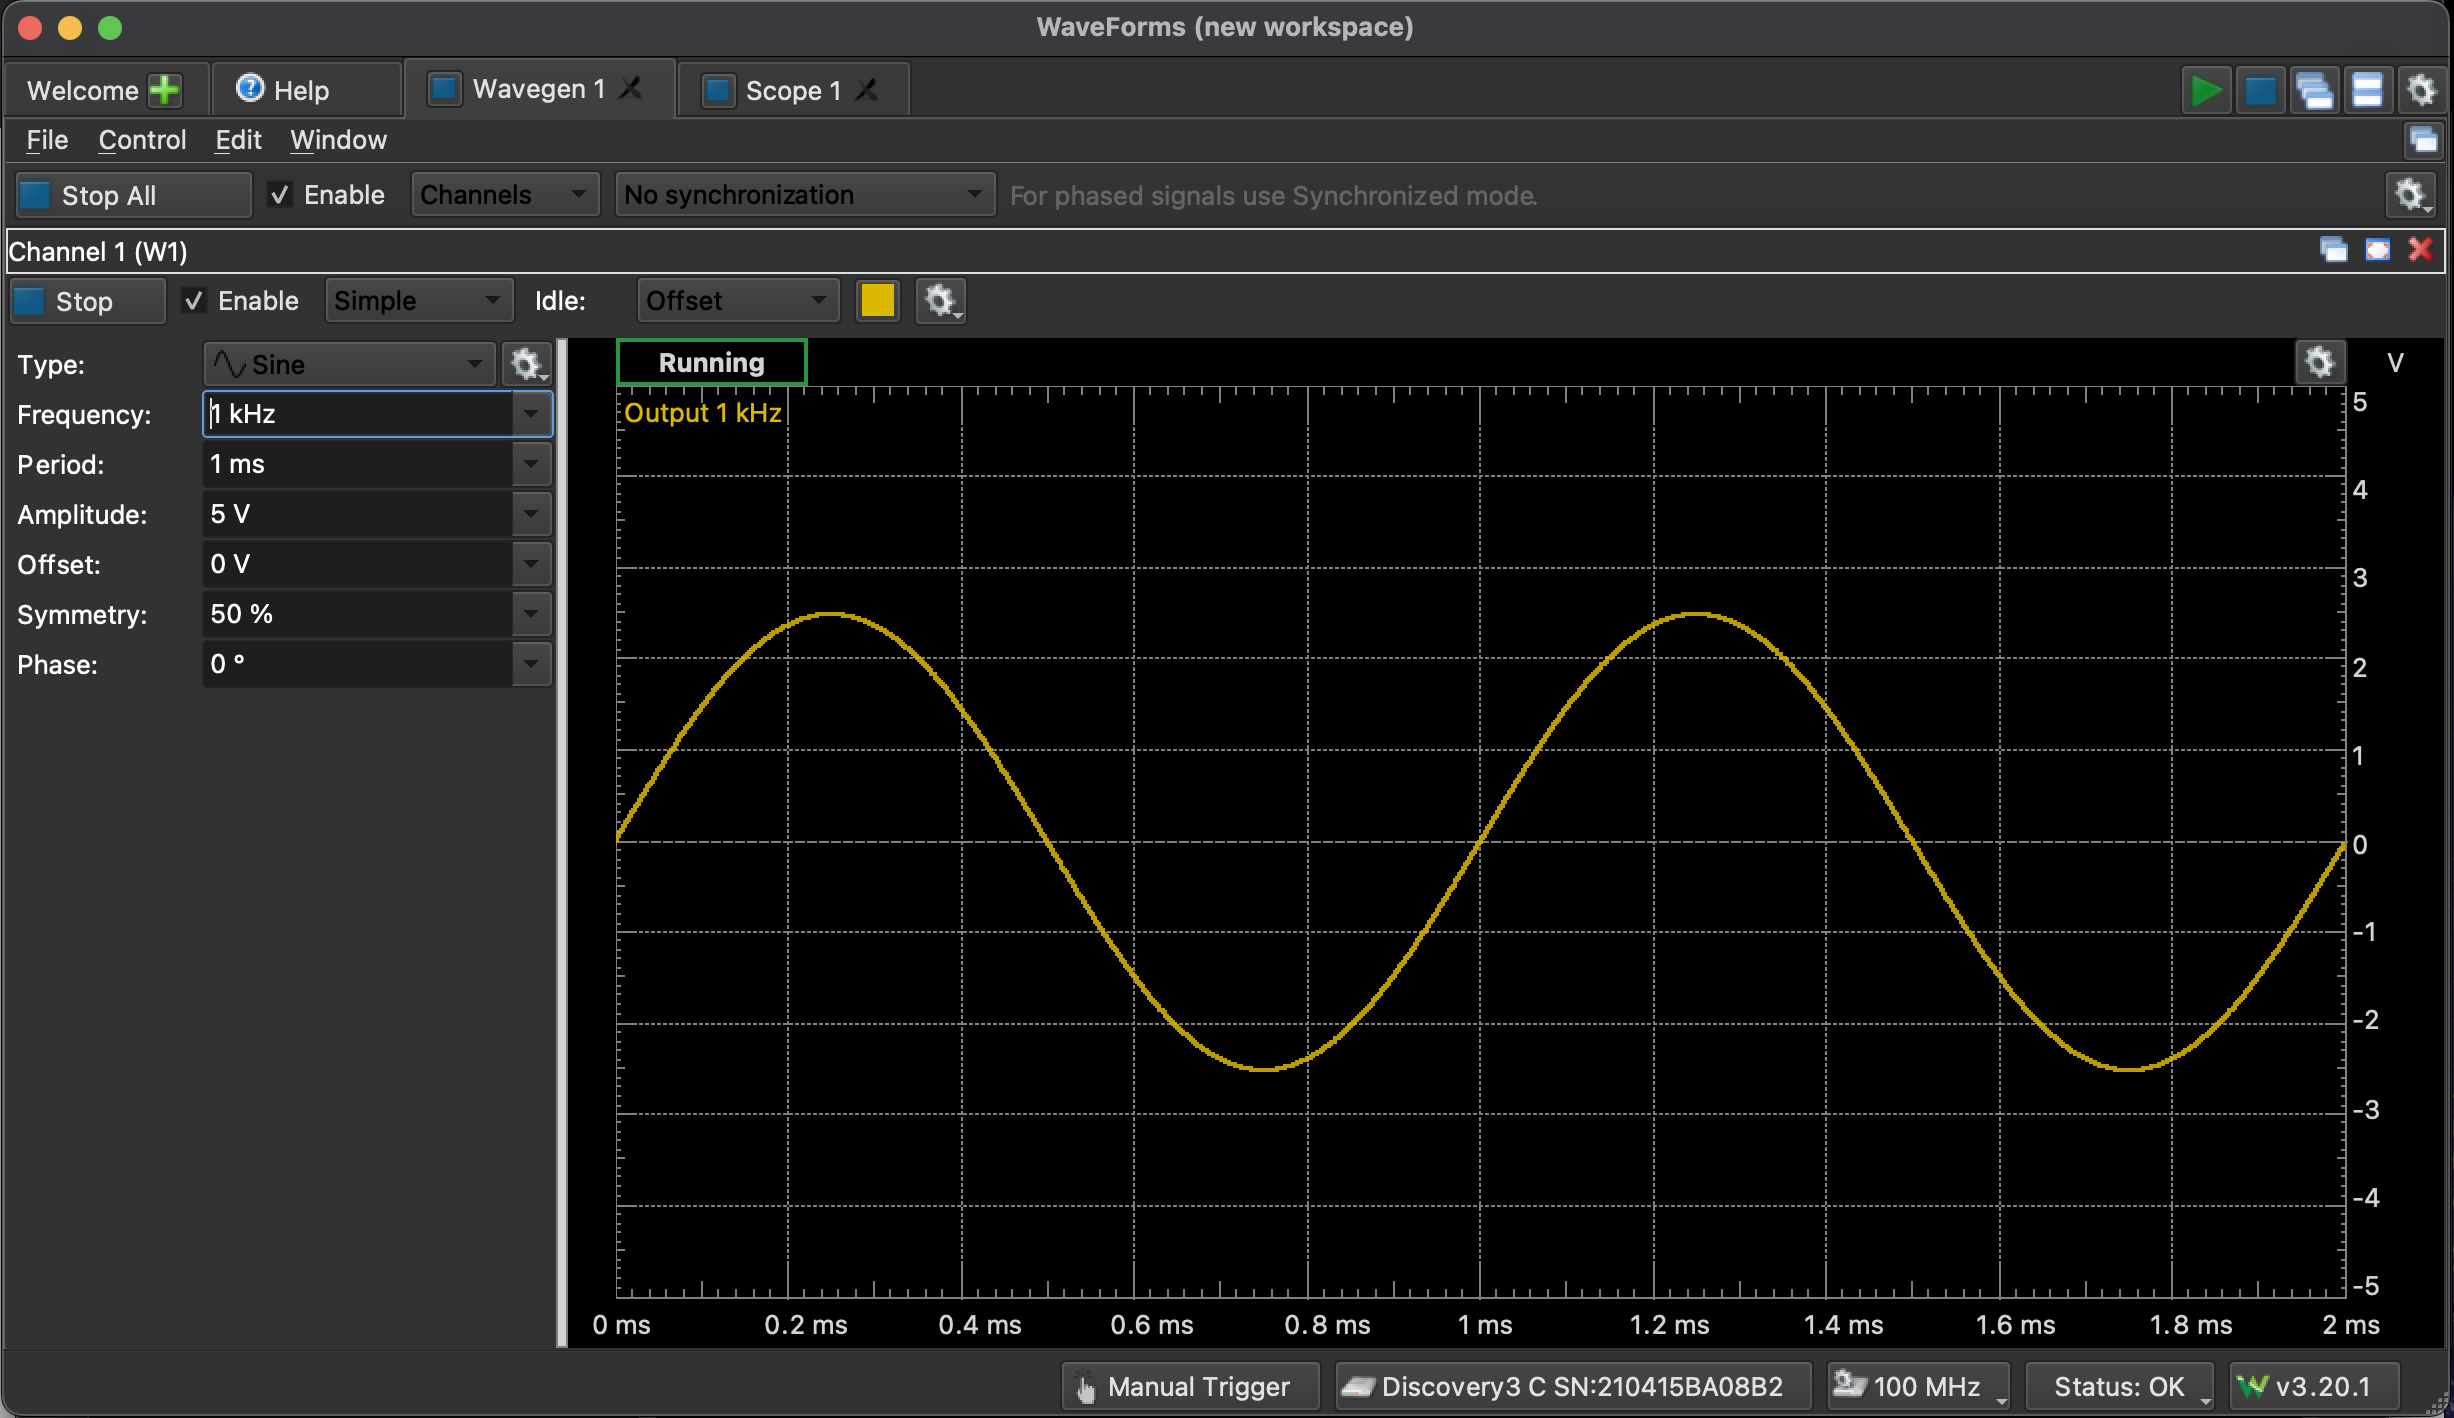 WaveForms (new workspace)
Welcome Help Wavegen 1 Scope 1
File Control Edit Window
Stop All Enable Channels No synchronization For phased signals use Synchronized mode.
Channel 1 (W1)
Stop Enable Simple Idle: Offset
Type: Sine
Running V
Frequency: 1 kHz
Output 1 kHz
Period: 1 ms
Amplitude: 5 V
Offset: 0 V
Symmetry: 50 %
Phase: 0 °
5
4
3
2
1
0
-1
-2
-3
-4
-5
0 ms 0.2 ms 0.4 ms 0.6 ms 0.8 ms 1 ms 1.2 ms 1.4 ms 1.6 ms 1.8 ms 2 ms
Manual Trigger Discovery3 C SN:210415BA08B2 100 MHz Status: OK v3.20.1